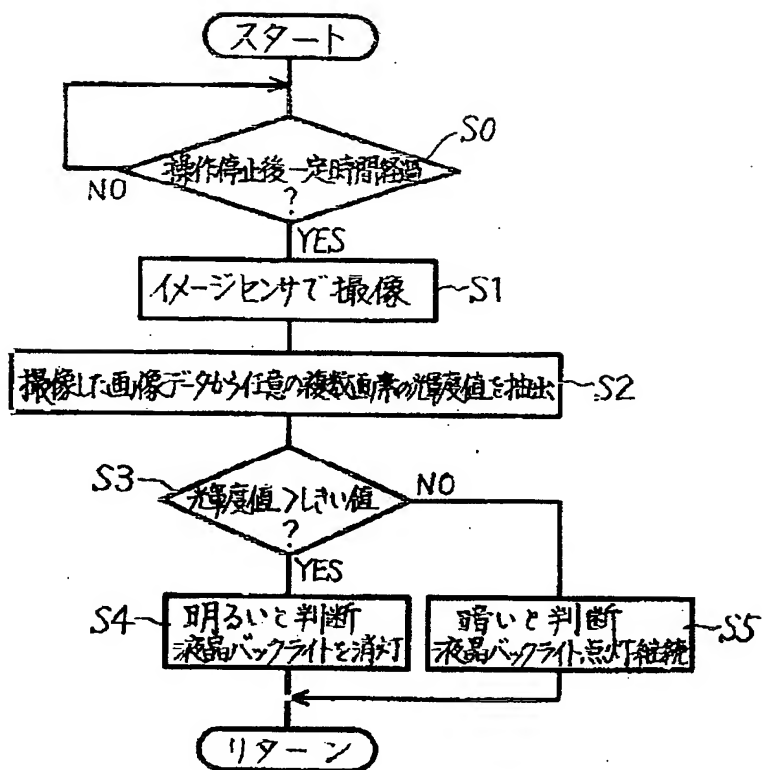 スタート
操作停止後一定時間経過
?
S0
NO
YES
イメージセンサで撮像
S1
撮像した画像データから任意の複数画素の輝度値を抽出
S2
S3
輝度値>しきい値
?
NO
YES
S4
明るいと判断
液晶バックライトを消灯
暗いと判断
液晶バックライト点灯継続
S5
リターン